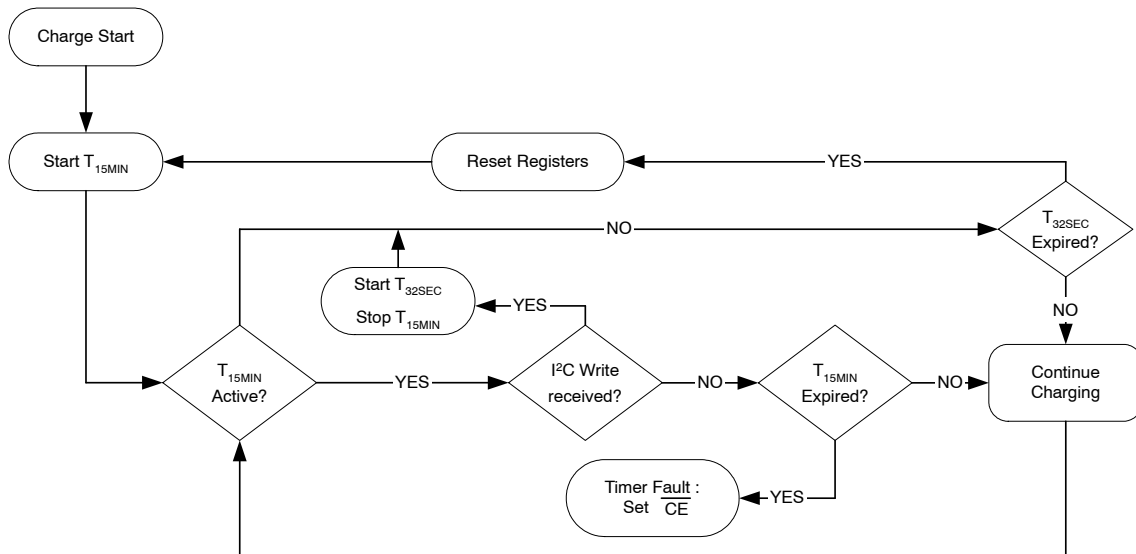 Charge Start
Start T15MIN
Reset Registers
YES
T32SEC
Expired?
NO
Start T32SEC
Stop T15MIN
YES
NO
T15MIN
Active?
YES
I²C Write
received?
NO
T15MIN
Expired?
NO
Continue
Charging
Timer Fault :
Set CE
YES